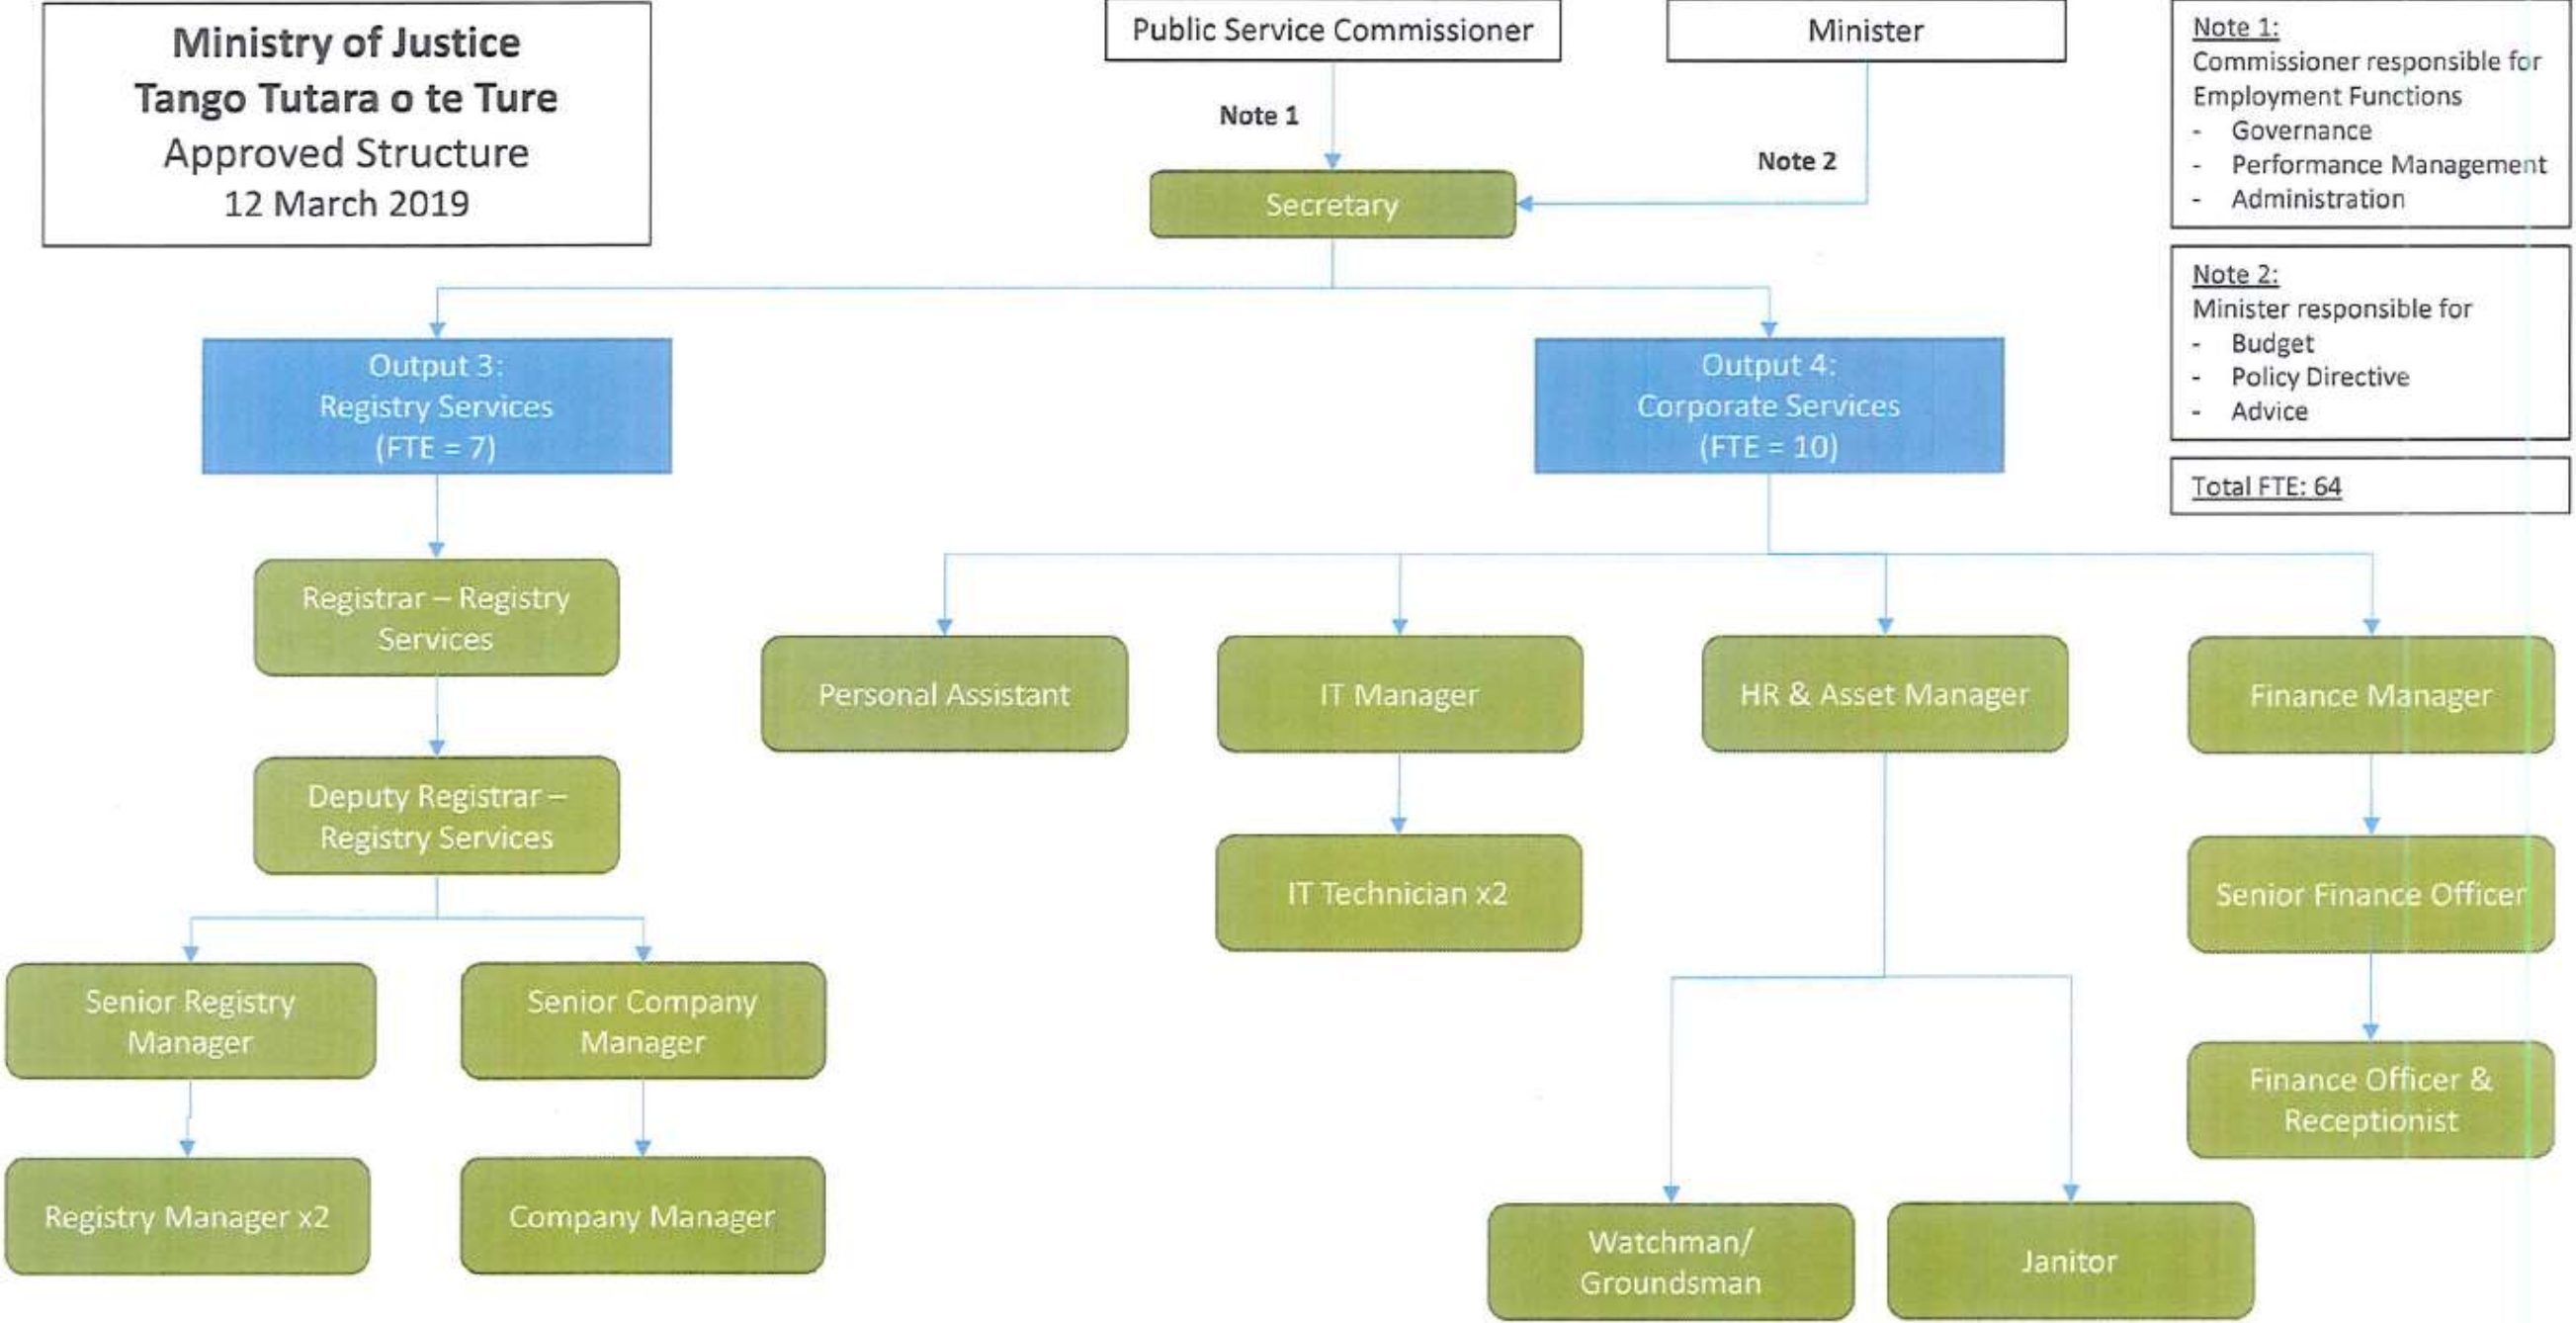 Ministry of Justice
Tango Tutara o te Ture
Approved Structure
12 March 2019
Public Service Commissioner
Minister
Note 1
Note 2
Secretary
Note 1:
Commissioner responsible for
Employment Functions
- Governance
- Performance Management
- Administration
Note 2:
Minister responsible for
- Budget
- Policy Directive
- Advice
Total FTE: 64
Output 3:
Registry Services
(FTE = 7)
Output 4:
Corporate Services
(FTE = 10)
Registrar – Registry
Services
Deputy Registrar –
Registry Services
Senior Registry
Manager
Senior Company
Manager
Registry Manager x2
Company Manager
Personal Assistant
IT Manager
HR & Asset Manager
Finance Manager
IT Technician x2
Senior Finance Officer
Finance Officer &
Receptionist
Watchman/
Groundsman
Janitor